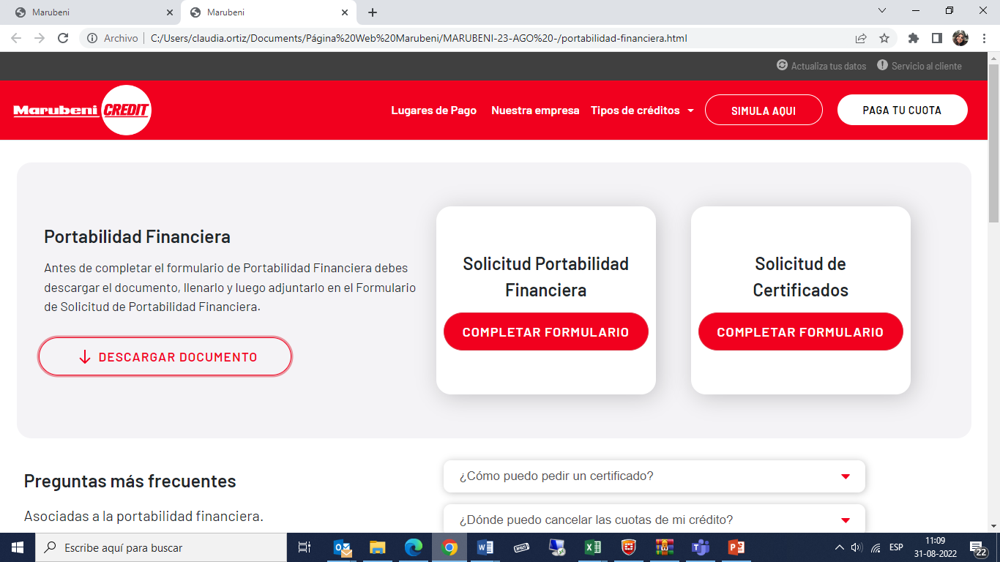 Marubeni
Marubeni
Archivo
C:/Users/claudia.ortiz/Documents/Página%20Web%20Marubeni/MARUBENI-23-AGO%20-/portabilidad-financiera.html
Actualiza tus datos
Servicio al cliente
Marubeni CREDIT
Lugares de Pago
Nuestra empresa
Tipos de créditos
SIMULA AQUI
PAGA TU CUOTA
Portabilidad Financiera
Antes de completar el formulario de Portabilidad Financiera debes
descargar el documento, llenarlo y luego adjuntarlo en el Formulario
de Solicitud de Portabilidad Financiera.
DESCARGAR DOCUMENTO
Solicitud Portabilidad
Financiera
COMPLETAR FORMULARIO
Solicitud de
Certificados
COMPLETAR FORMULARIO
Preguntas más frecuentes
Asociadas a la portabilidad financiera.
¿Cómo puedo pedir un certificado?
¿Dónde puedo cancelar las cuotas de mi crédito?
Escribe aquí para buscar
ESP
11:09
31-08-2022
22